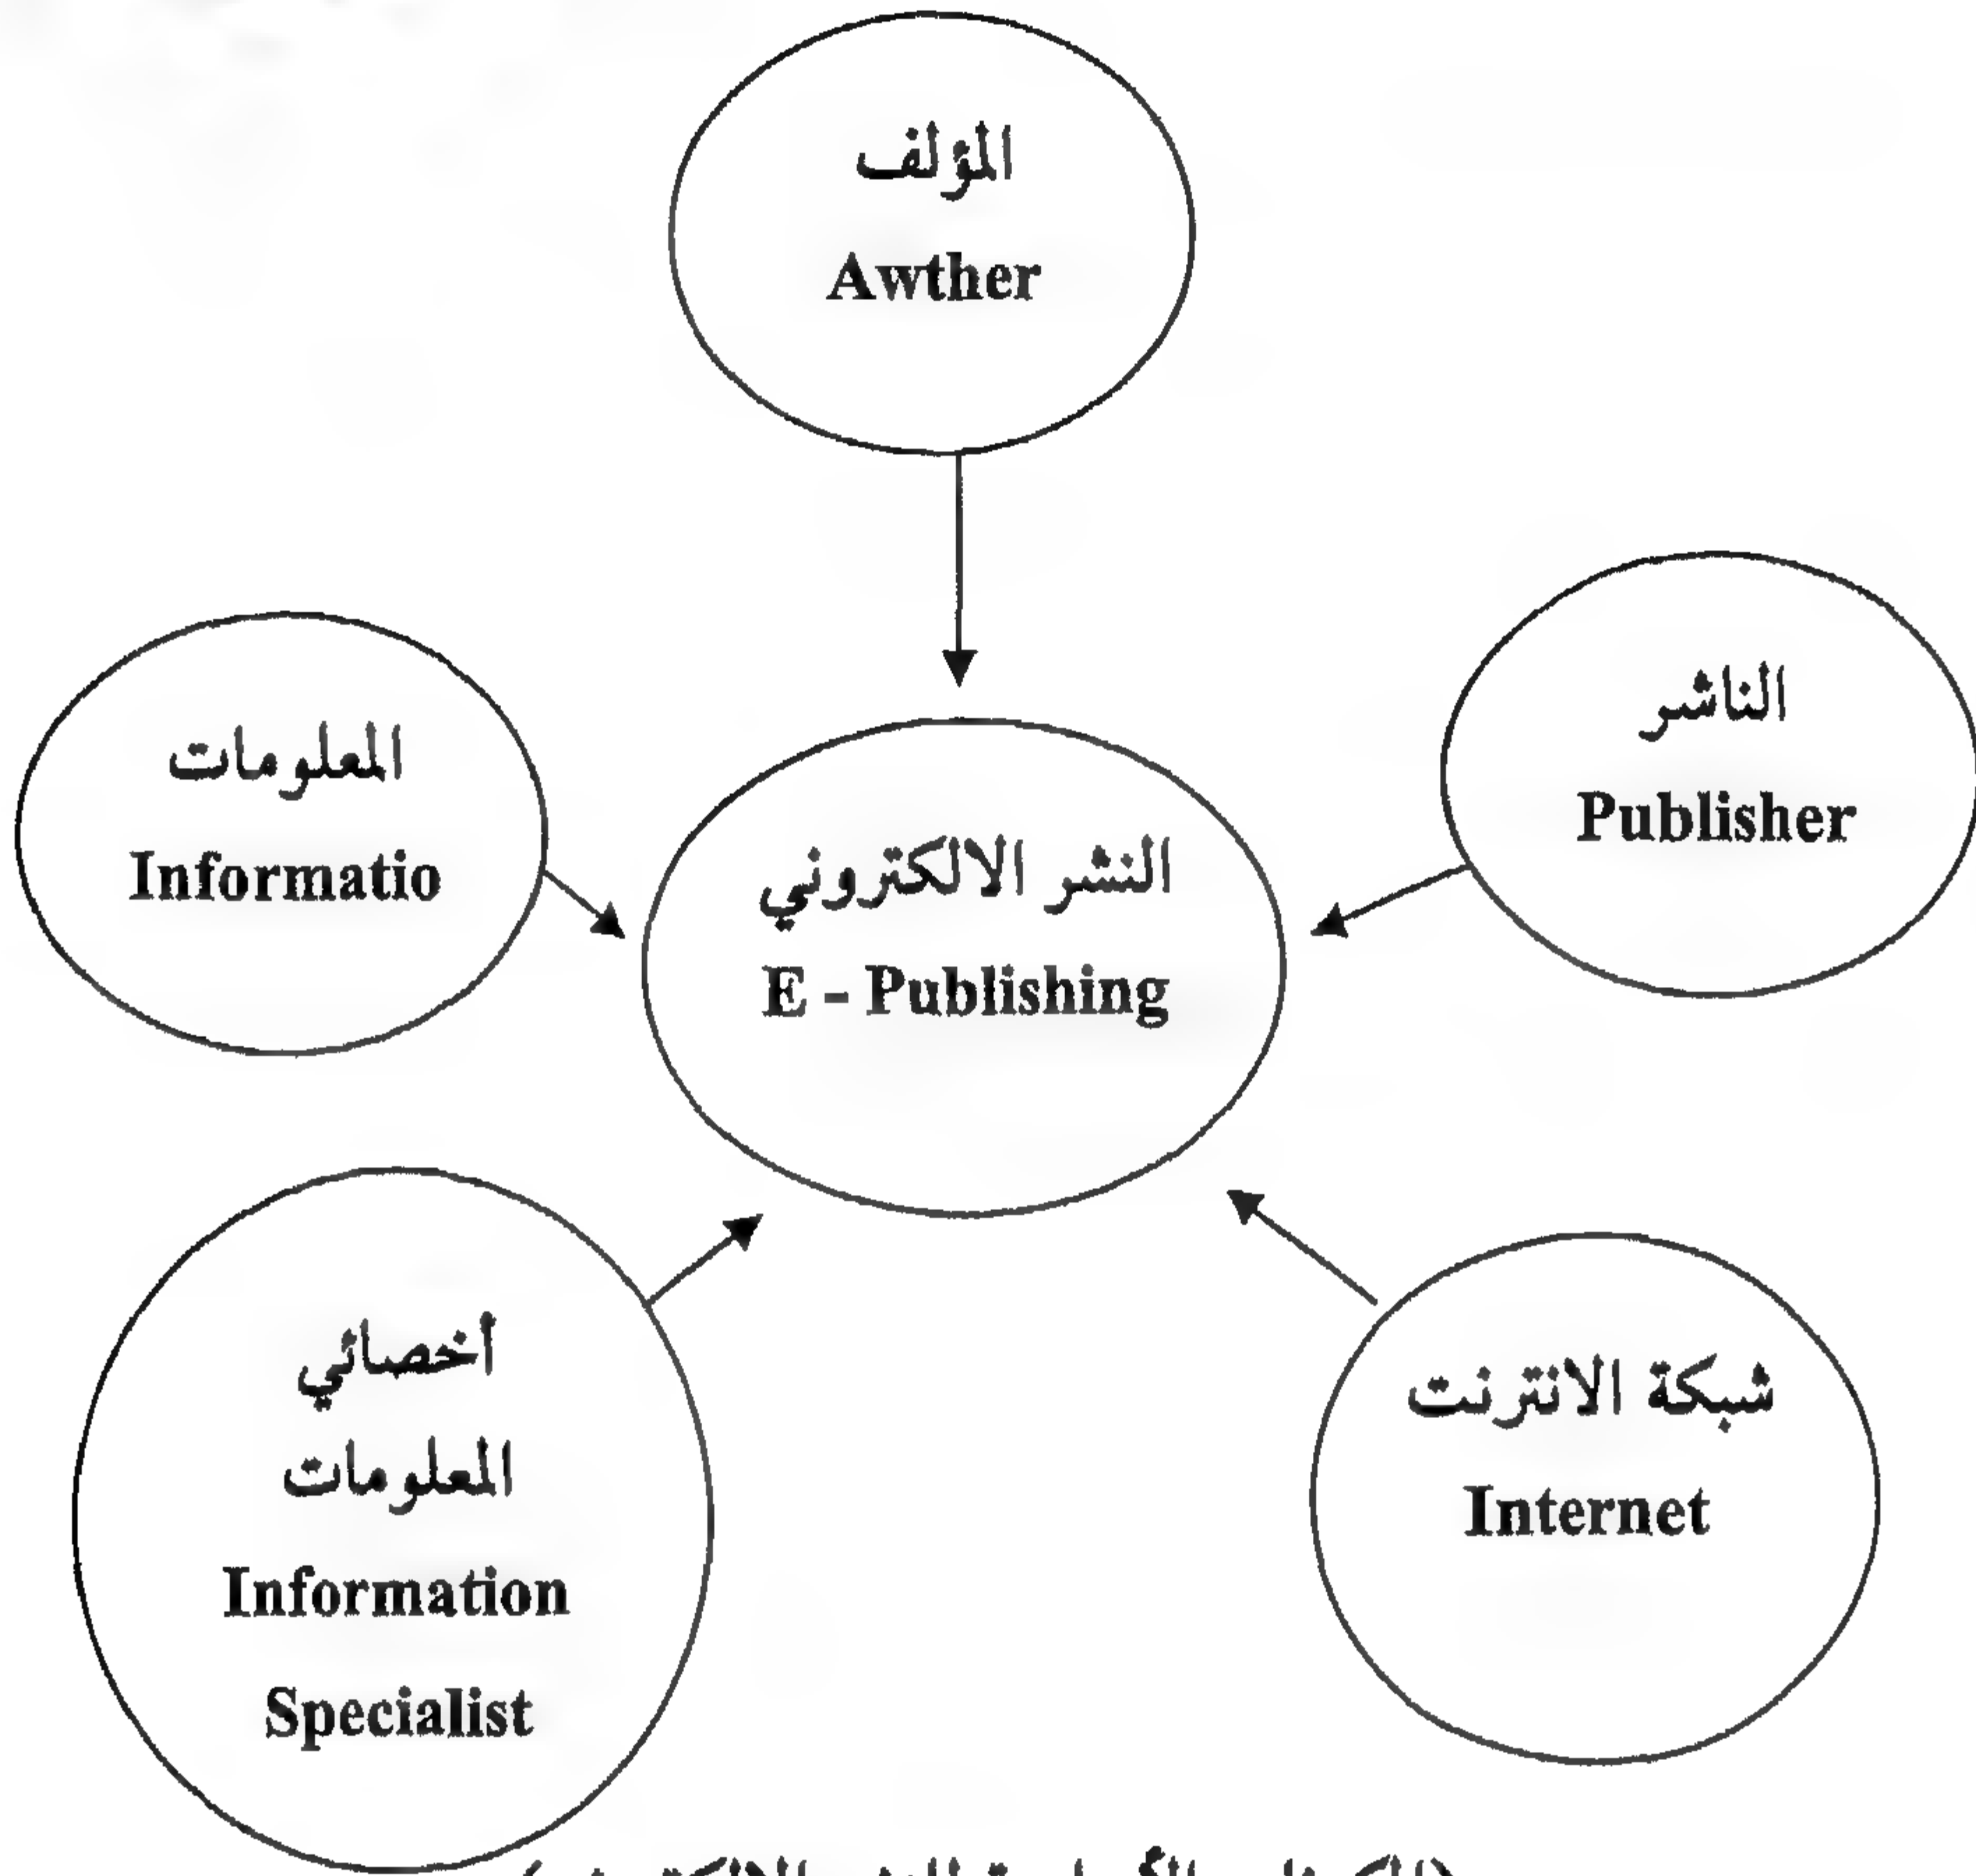 المؤلف
Awther
الناشر
Publisher
المعلومات
Informatio
النشر الالكتروني
E - Publishing
أخصائي
المعلومات
Information
Specialist
شبكة الانترنت
Internet